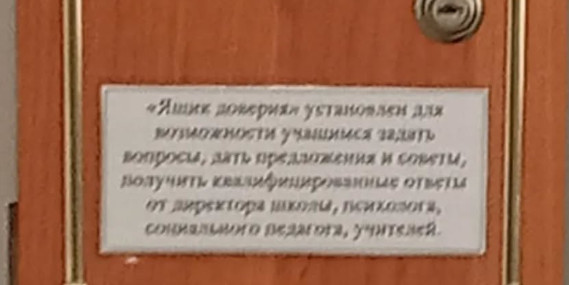 «Ящик доверия» установлен для
возможности учащимся задать
вопросы, дать предложения и советы,
получить квалифицированные ответы
от директора школы, психолога,
социального педагога, учителей.